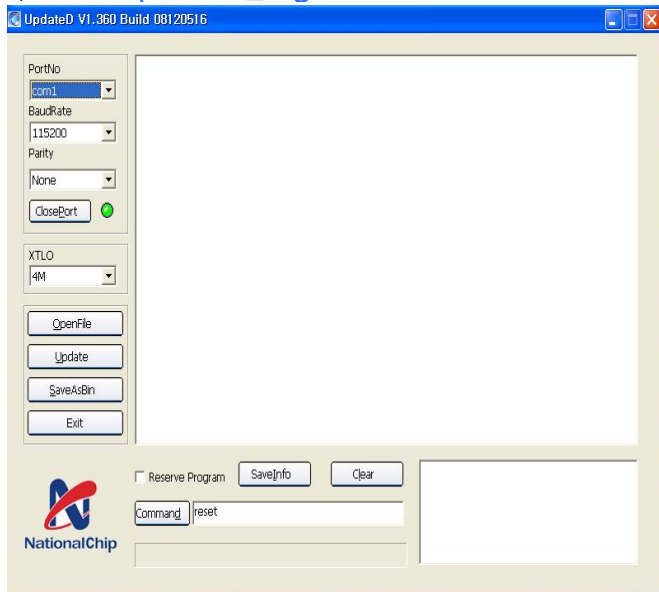 UpdateD V1.360 Build 08120516
PortNo
com1
BaudRate
115200
Parity
None
ClosePort
XTLO
4M
OpenFile
Update
SaveAsBin
Exit
Reserve Program
SaveInfo
Clear
Command
reset
NationalChip